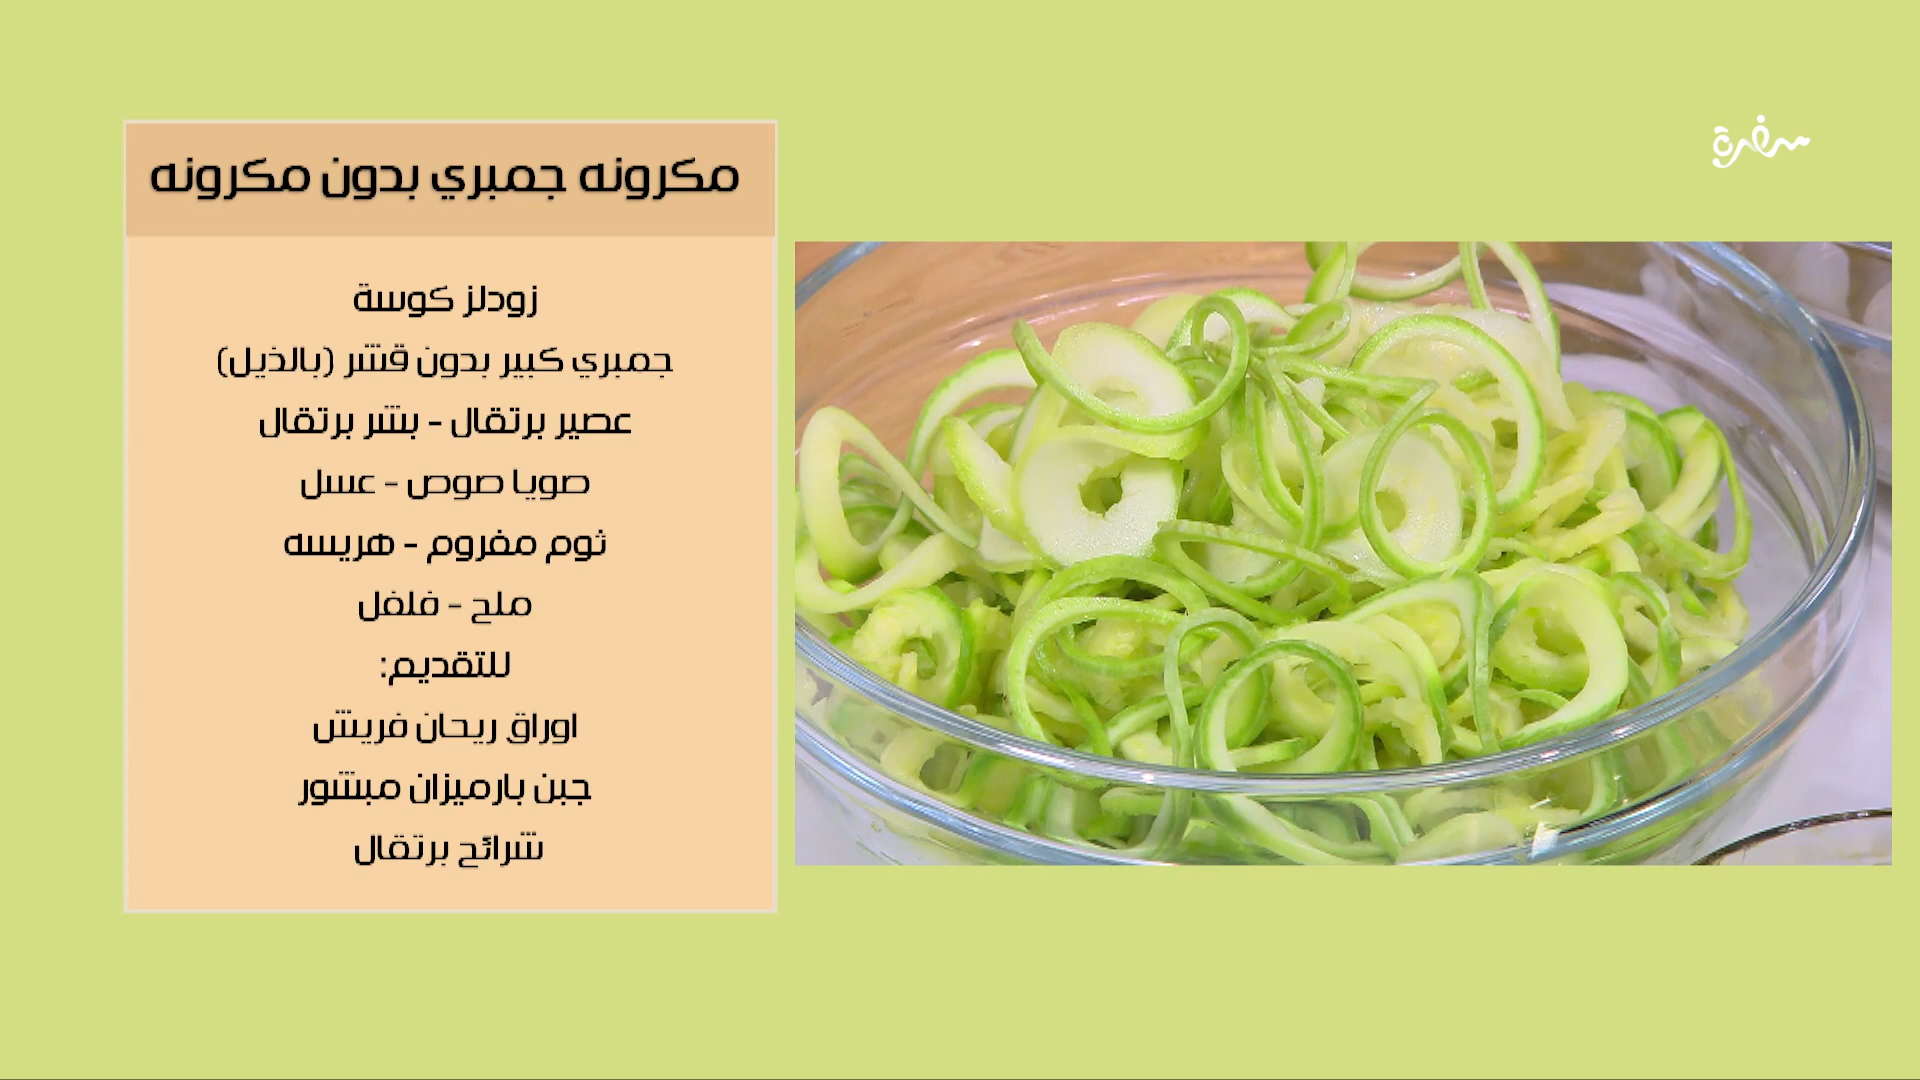 سفرة
مكرونه جمبري بدون مكرونه
زودلز كوسة
جمبري كبير بدون قشر (بالذيل)
عصير برتقال - بشر برتقال
صويا صوص - عسل
ثوم مفروم - هريسه
ملح - فلفل
للتقديم:
اوراق ريحان فريش
جبن بارميزان مبشور
شرائح برتقال